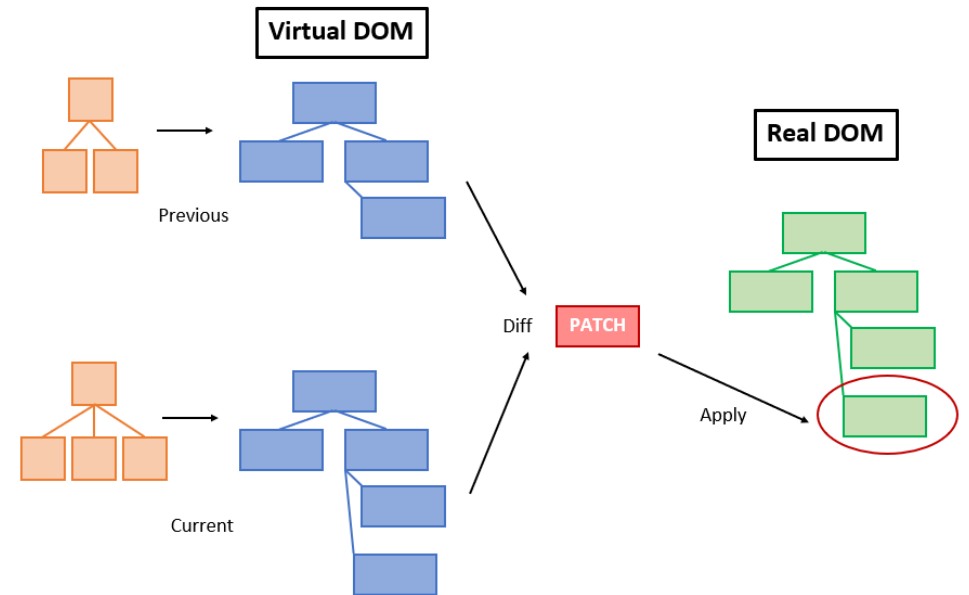 Virtual DOM
Real DOM
Previous
Diff
PATCH
Apply
Current